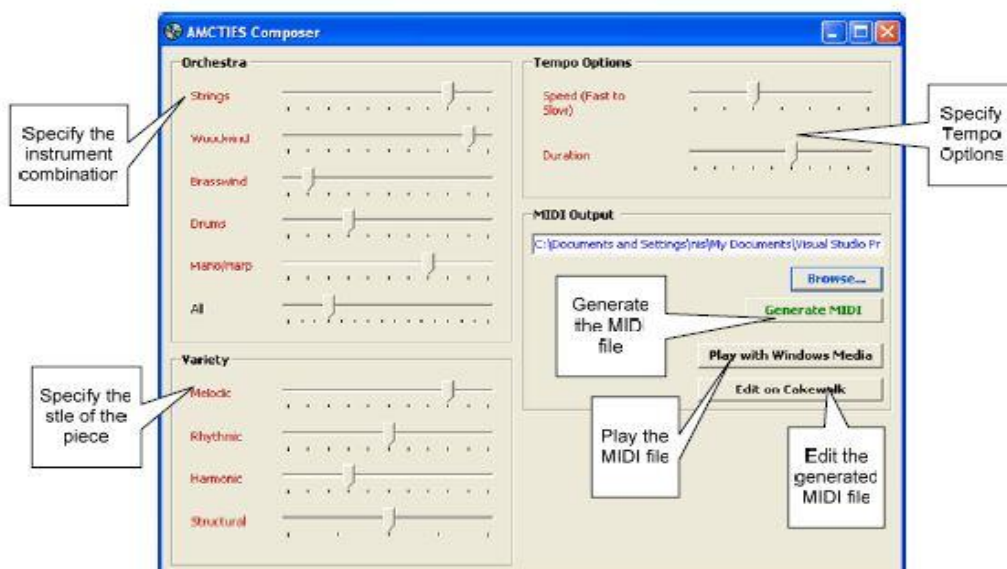 AMCTIES Composer
Orchestra
Strings
Woodwind
Brasswind
Drums
Piano/Harp
All
Variety
Melodic
Rhythmic
Harmonic
Structural
Tempo Options
Speed (Fast to
Slow)
Duration
MIDI Output
C:\Documents and Settings\nis\My Documents\Visual Studio Pr
Browse...
Generate MIDI
Play with Windows Media
Edit on Cakewalk
Specify the
instrument
combination
Specify the
stle of the
piece
Specify
Tempo
Options
Generate
the MIDI
file
Play the
MIDI file
Edit the
generated
MIDI file